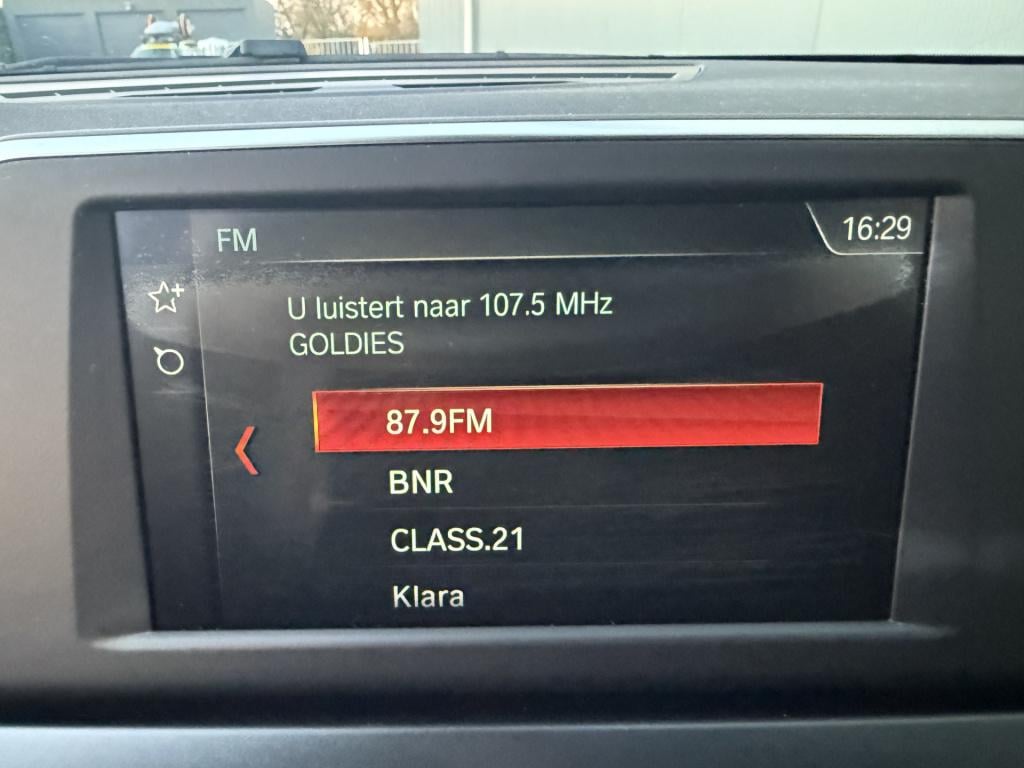 FM
16:29
U luistert naar 107.5 MHz
GOLDIES
87.9FM
BNR
CLASS.21
Klara